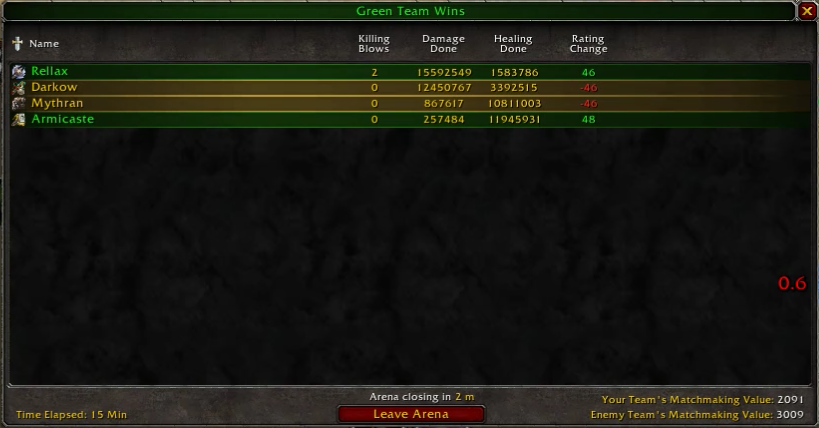 Green Team Wins
Name Killing Blows Damage Done Healing Done Rating Change
Rellax 2 15592549 1583786 46
Darkow 0 12450767 3392515 -46
Mythran 0 867617 10811003 -46
Armicaste 0 257484 11945931 48
0.6
Arena closing in 2 m
Your Team's Matchmaking Value: 2091
Time Elapsed: 15 Min Leave Arena Enemy Team's Matchmaking Value: 3009